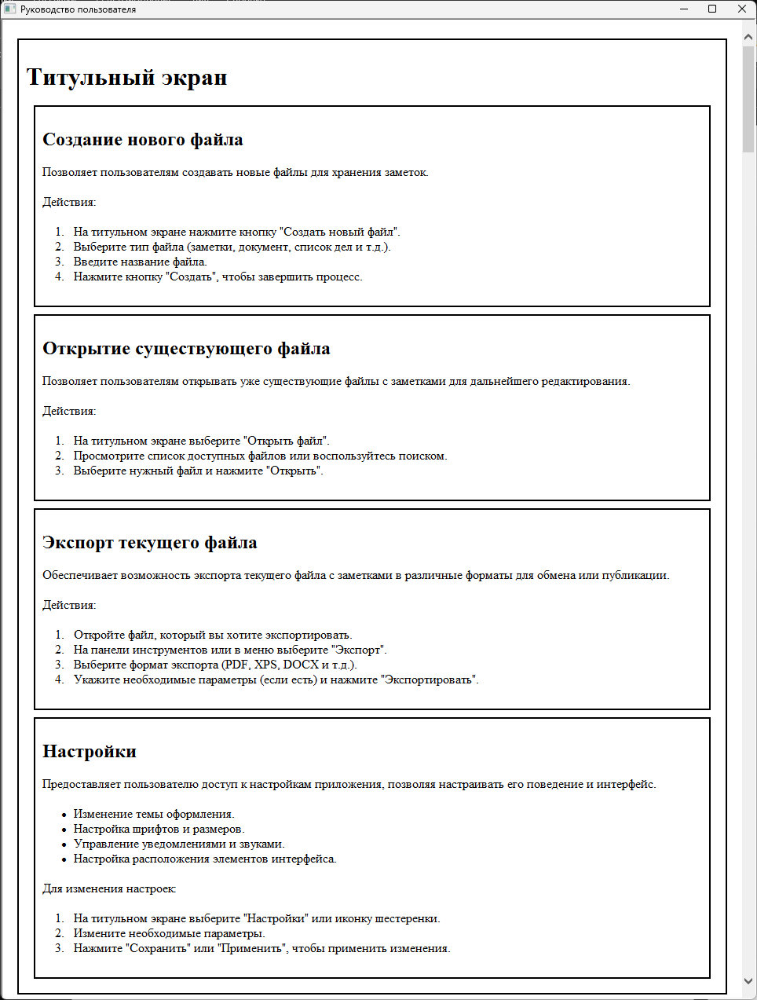 Руководство пользователя
Титульный экран
Создание нового файла
Позволяет пользователям создавать новые файлы для хранения заметок.
Действия:
1. На титульном экране нажмите кнопку "Создать новый файл".
2. Выберите тип файла (заметки, документ, список дел и т.д.).
3. Введите название файла.
4. Нажмите кнопку "Создать", чтобы завершить процесс.
Открытие существующего файла
Позволяет пользователям открывать уже существующие файлы с заметками для дальнейшего редактирования.
Действия:
1. На титульном экране выберите "Открыть файл".
2. Просмотрите список доступных файлов или воспользуйтесь поиском.
3. Выберите нужный файл и нажмите "Открыть".
Экспорт текущего файла
Обеспечивает возможность экспорта текущего файла с заметками в различные форматы для обмена или публикации.
Действия:
1. Откройте файл, который вы хотите экспортировать.
2. На панели инструментов или в меню выберите "Экспорт".
3. Выберите формат экспорта (PDF, XPS, DOCX и т.д.).
4. Укажите необходимые параметры (если есть) и нажмите "Экспортировать".
Настройки
Предоставляет пользователю доступ к настройкам приложения, позволяя настраивать его поведение и интерфейс.
• Изменение темы оформления.
• Настройка шрифтов и размеров.
• Управление уведомлениями и звуками.
• Настройка расположения элементов интерфейса.
Для изменения настроек:
1. На титульном экране выберите "Настройки" или иконку шестеренки.
2. Измените необходимые параметры.
3. Нажмите "Сохранить" или "Применить", чтобы применить изменения.